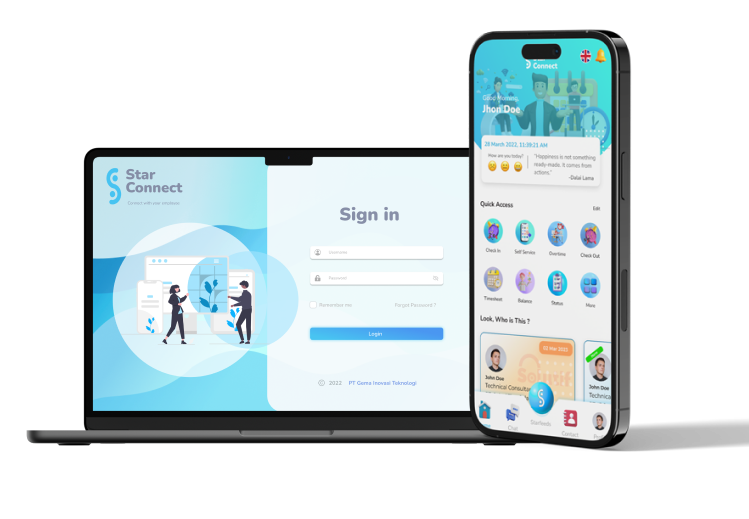 Star
Connect
Connect with your employee
Sign in
Username
Password
Remember me
Forgot Password ?
Login
© 2022 PT Gama Inovasi Teknologi
Star
Connect
Good Morning,
Jhon Doe
28 March 2022, 11:39:21 AM
How are you today?
"Happiness is not something
ready-made. It comes from
actions."
-Dalai Lama
Quick Access
Edit
Check In
Self Service
Overtime
Check Out
Timesheet
Balance
Status
More
Look, Who is This ?
02 Mar 2022
John Doe
Technical Consulta
John Doe
Technica
Chat
Starfeeds
Contact